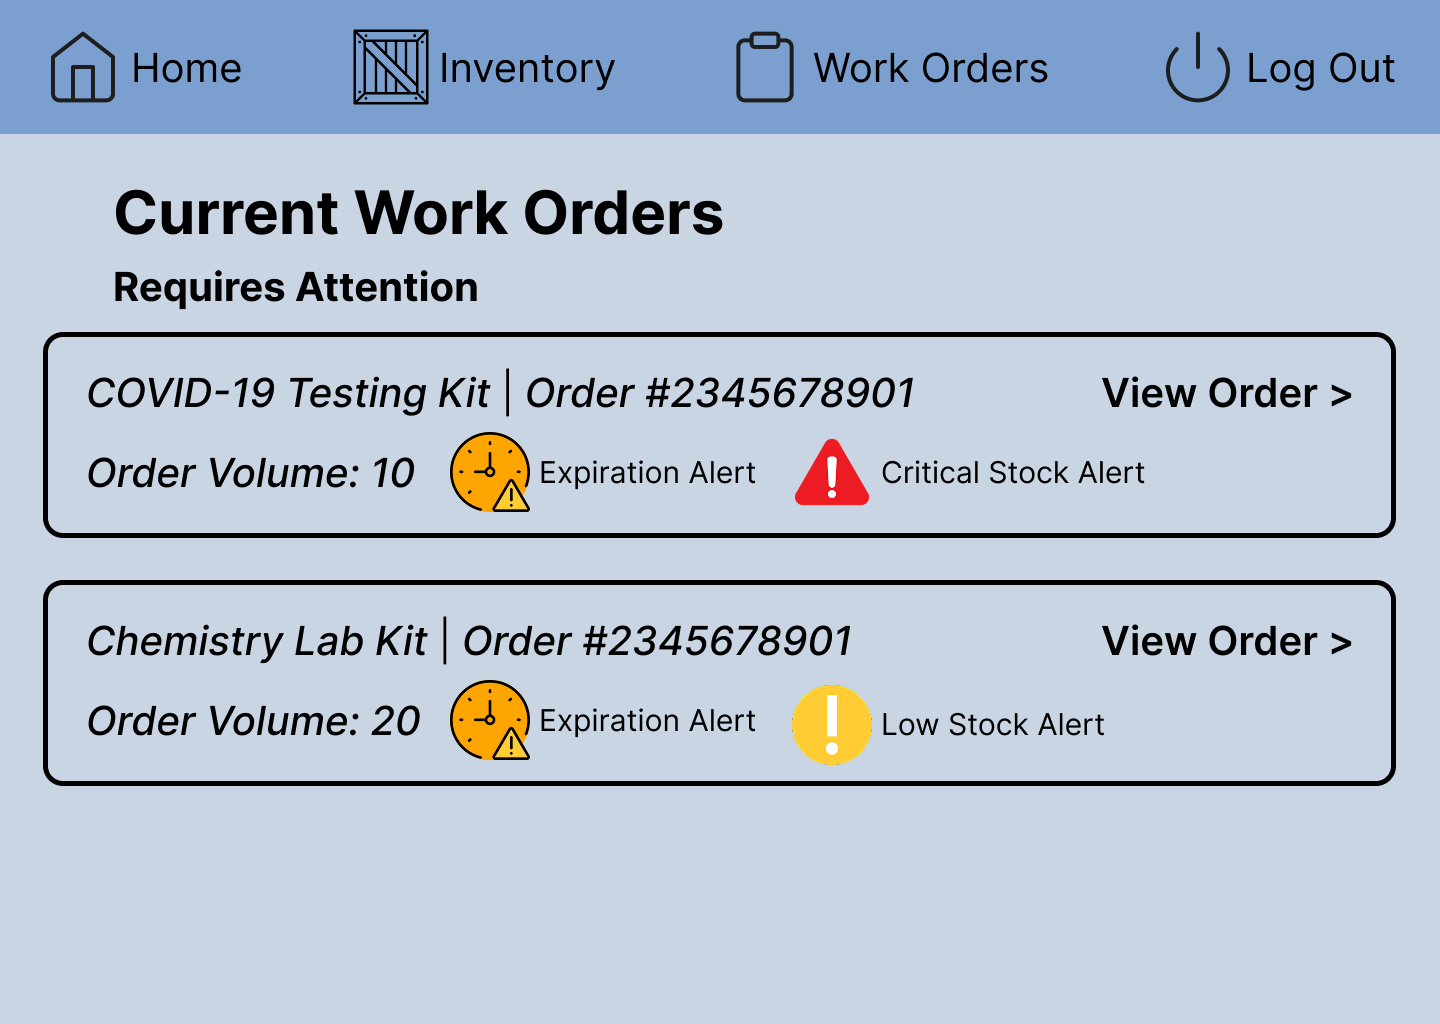 Home Inventory Work Orders Log Out
Current Work Orders
Requires Attention
COVID-19 Testing Kit | Order #2345678901 View Order >
Order Volume: 10 Expiration Alert Critical Stock Alert
Chemistry Lab Kit | Order #2345678901 View Order >
Order Volume: 20 Expiration Alert Low Stock Alert